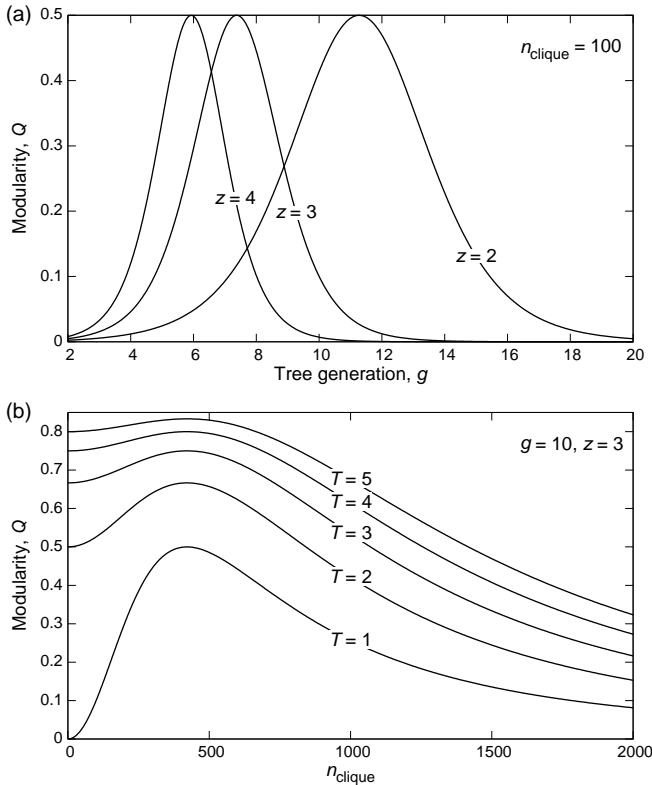 (a)
0.5
0.4
0.3
0.2
0.1
0
Modularity, Q
n_clique = 100
z = 4
z = 3
z = 2
2 4 6 8 10 12 14 16 18 20
Tree generation, g
(b)
0.8
0.7
0.6
0.5
0.4
0.3
0.2
0.1
0
Modularity, Q
g = 10, z = 3
T = 5
T = 4
T = 3
T = 2
T = 1
0 500 1000 1500 2000
n_clique